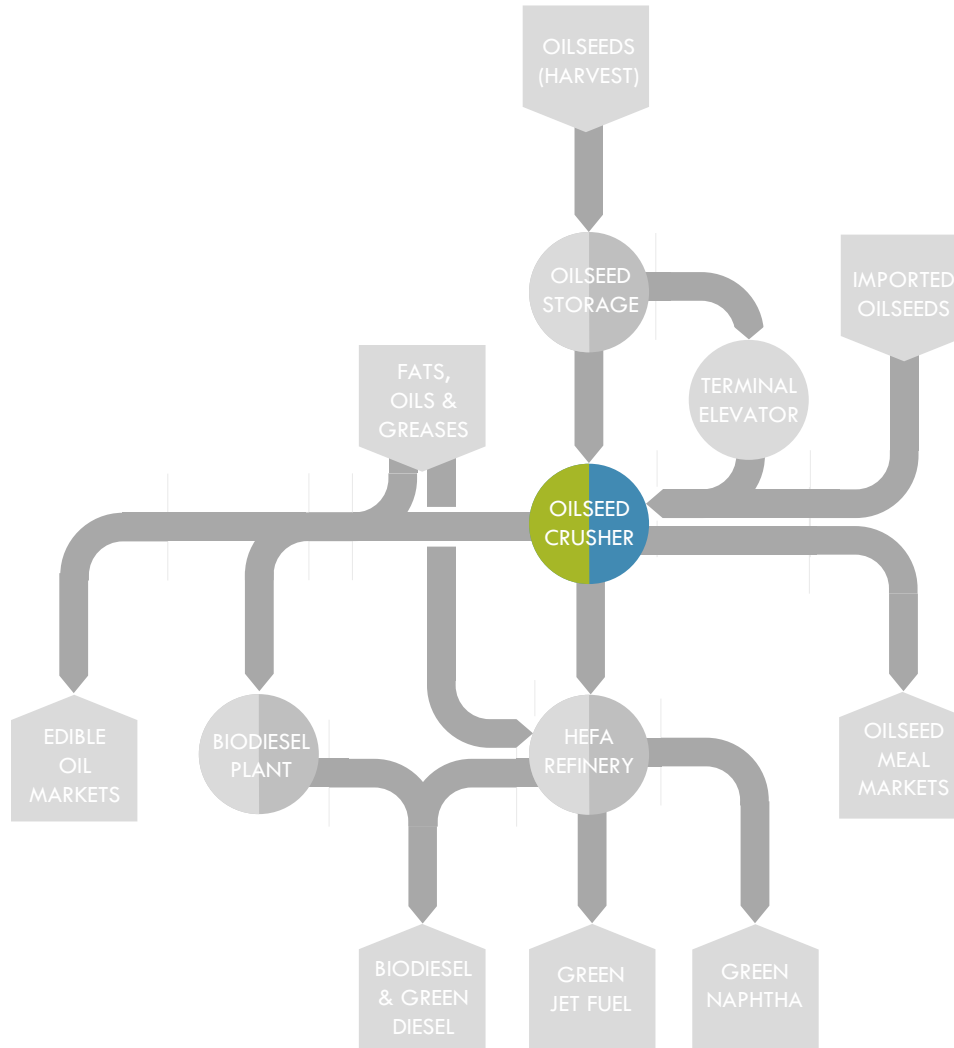 OILSEEDS
(HARVEST)
OILSEED
STORAGE
IMPORTED
OILSEEDS
FATS,
OILS &
GREASES
TERMINAL
ELEVATOR
OILSEED
CRUSHER
EDIBLE
OIL
MARKETS
BIODIESEL
PLANT
HEFA
REFINERY
OILSEED
MEAL
MARKETS
BIODIESEL
& GREEN
DIESEL
GREEN
JET FUEL
GREEN
NAPHTHA